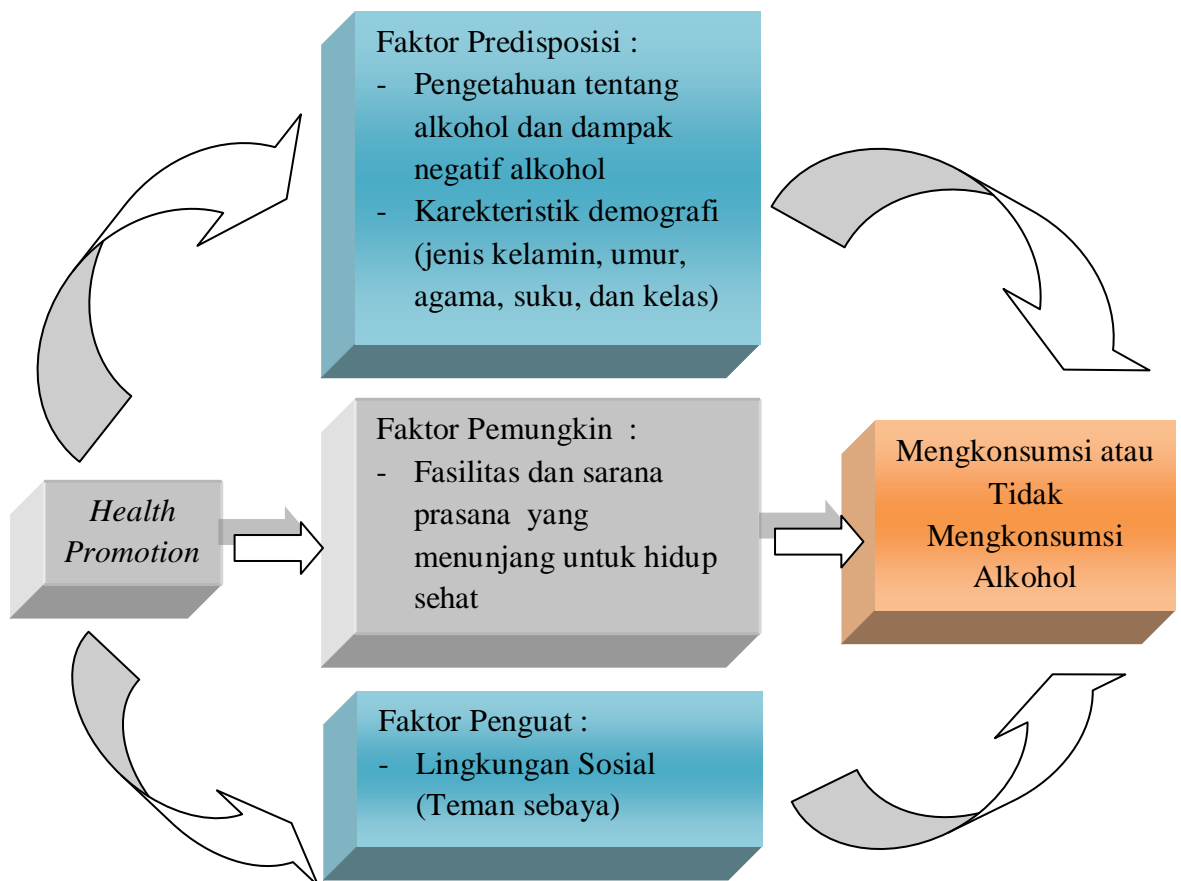 Faktor Predisposisi :
- Pengetahuan tentang
alkohol dan dampak
negatif alkohol
- Karekteristik demografi
(jenis kelamin, umur,
agama, suku, dan kelas)
Health
Promotion
Faktor Pemungkin :
- Fasilitas dan sarana
prasana yang
menunjang untuk hidup
sehat
Mengkonsumsi atau
Tidak
Mengkonsumsi
Alkohol
Faktor Penguat :
- Lingkungan Sosial
(Teman sebaya)